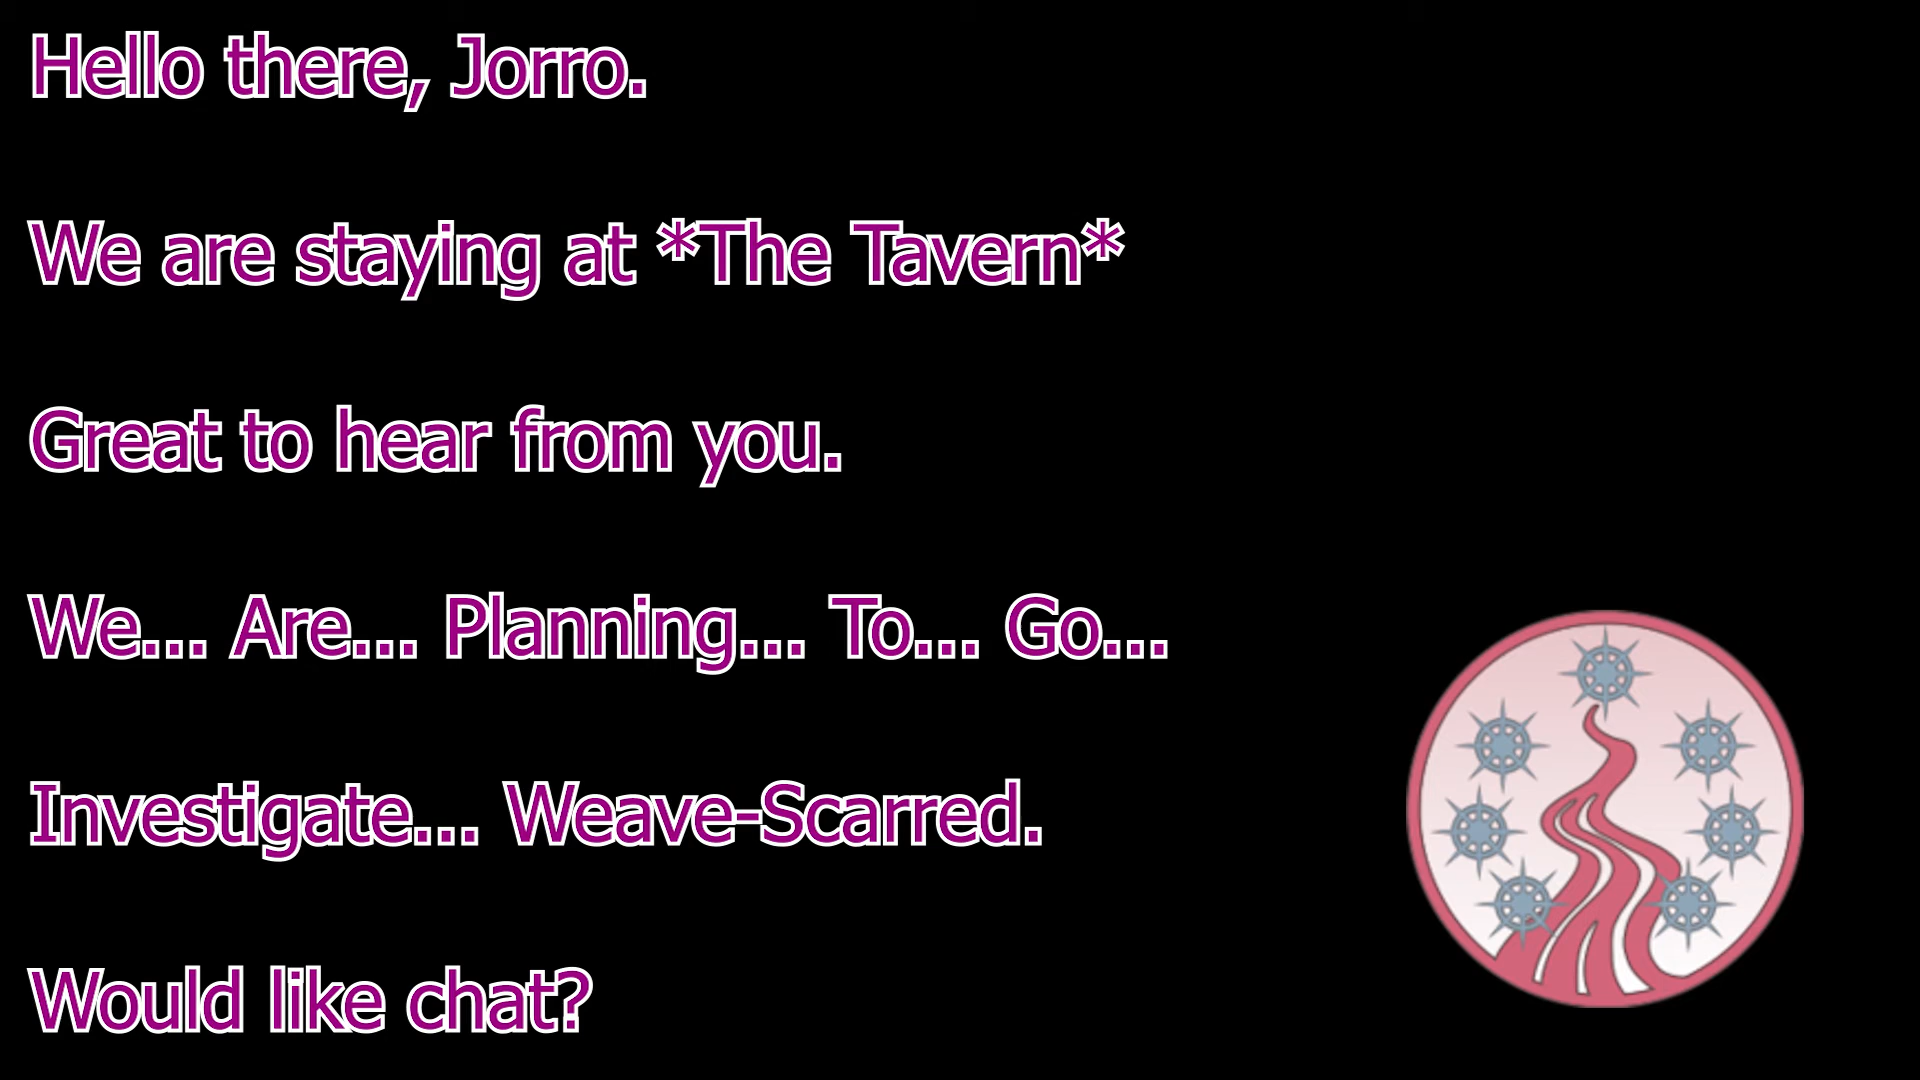 Hello there, Jorro.
We are staying at *The Tavern*
Great to hear from you.
We... Are... Planning... To... Go...
Investigate... Weave-Scarred.
Would like chat?